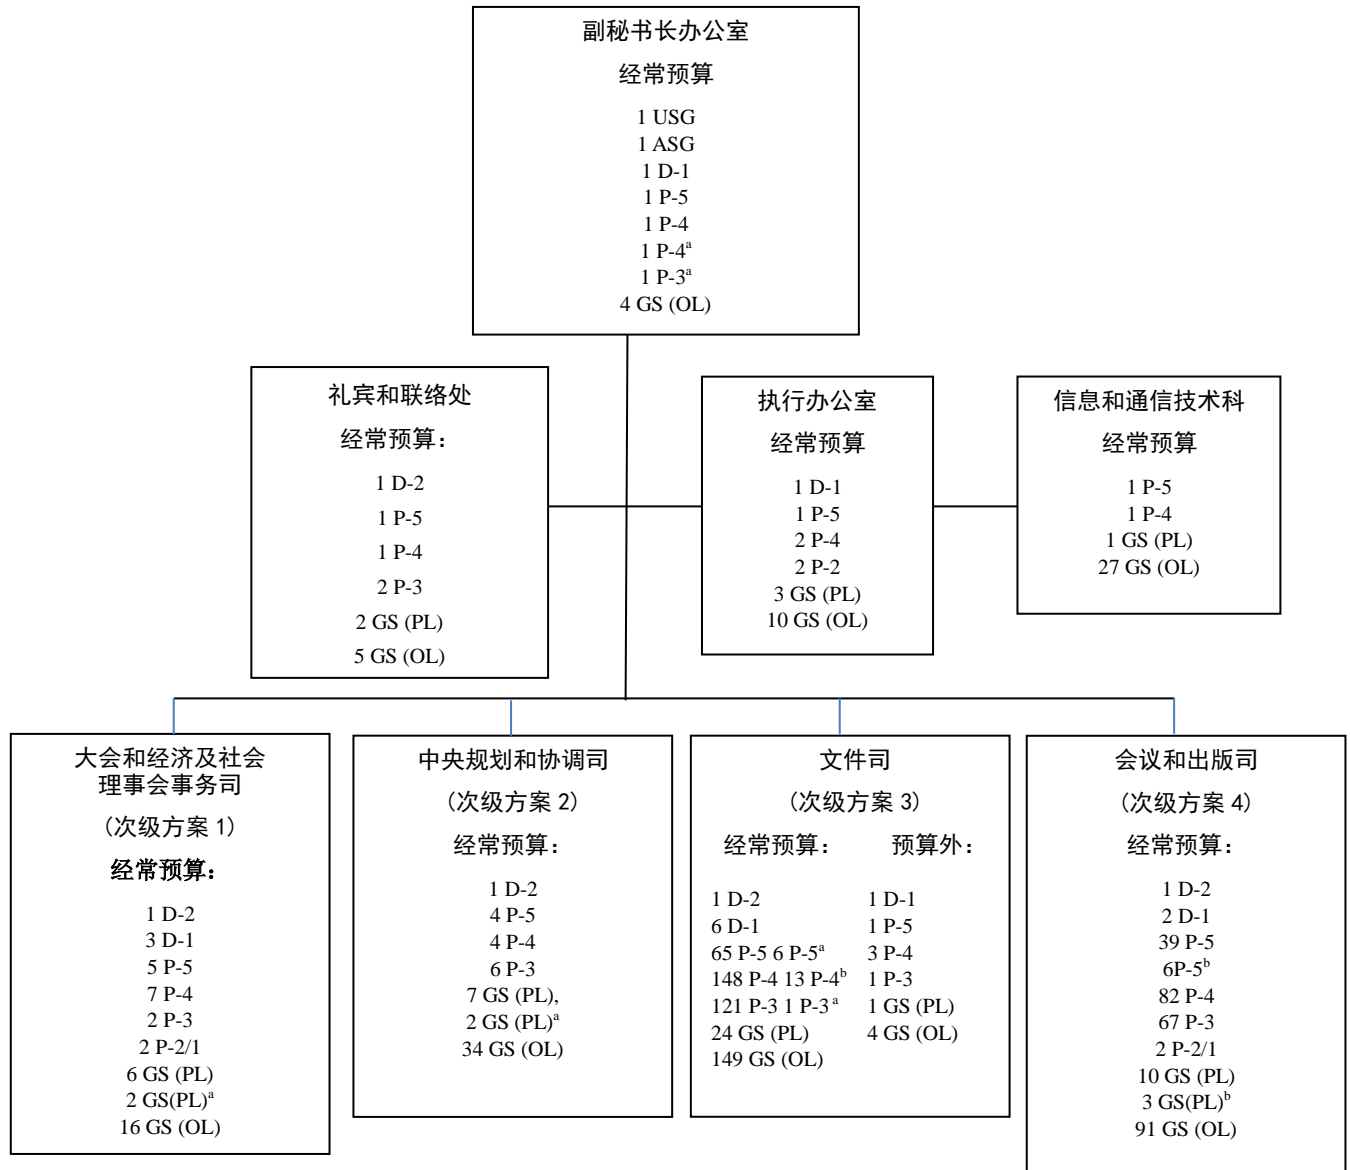 副秘书长办公室
经常预算
1 USG
1 ASG
1 D-1
1 P-5
1 P-4
1 P-4ᵃ
1 P-3ᵃ
4 GS (OL)
礼宾和联络处
经常预算：
1 D-2
1 P-5
1 P-4
2 P-3
2 GS (PL)
5 GS (OL)
执行办公室
经常预算
1 D-1
1 P-5
2 P-4
2 P-2
3 GS (PL)
10 GS (OL)
信息和通信技术科
经常预算
1 P-5
1 P-4
1 GS (PL)
27 GS (OL)
大会和经济及社会
理事会事务司
(次级方案 1)
经常预算：
1 D-2
3 D-1
5 P-5
7 P-4
2 P-3
2 P-2/1
6 GS (PL)
2 GS(PL)ᵃ
16 GS (OL)
中央规划和协调司
(次级方案 2)
经常预算：
1 D-2
4 P-5
4 P-4
6 P-3
7 GS (PL),
2 GS (PL)ᵃ
34 GS (OL)
文件司
(次级方案 3)
经常预算：
1 D-2
6 D-1
65 P-5 6 P-5ᵃ
148 P-4 13 P-4ᵇ
121 P-3 1 P-3ᵃ
24 GS (PL)
149 GS (OL)
预算外：
1 D-1
1 P-5
3 P-4
1 P-3
1 GS (PL)
4 GS (OL)
会议和出版司
(次级方案 4)
经常预算：
1 D-2
2 D-1
39 P-5
6P-5ᵇ
82 P-4
67 P-3
2 P-2/1
10 GS (PL)
3 GS(PL)ᵇ
91 GS (OL)